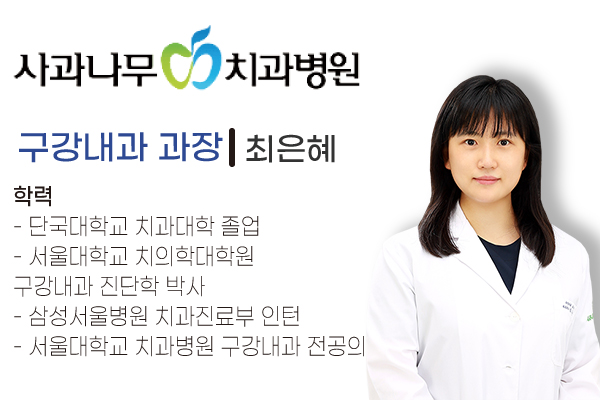 사과나무 치과병원
구강내과 과장 | 최은혜
학력
- 단국대학교 치과대학 졸업
- 서울대학교 치의학대학원
구강내과 진단학 박사
- 삼성서울병원 치과진료부 인턴
- 서울대학교 치과병원 구강내과 전공의